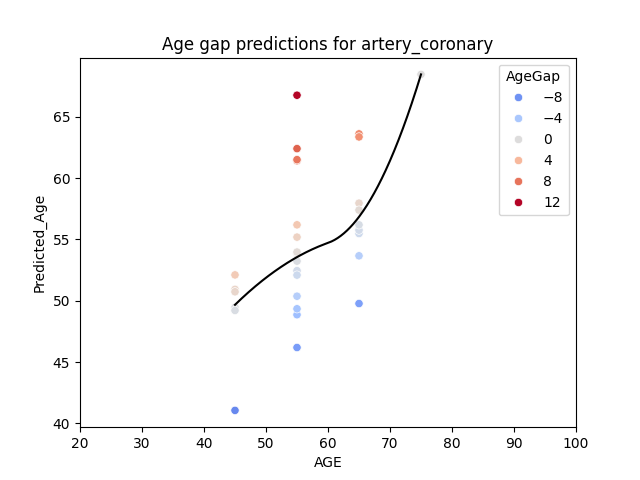 Age gap predictions for artery_coronary
AgeGap
−8
−4
0
4
8
12
65
60
55
50
45
40
Predicted_Age
20 30 40 50 60 70 80 90 100
AGE